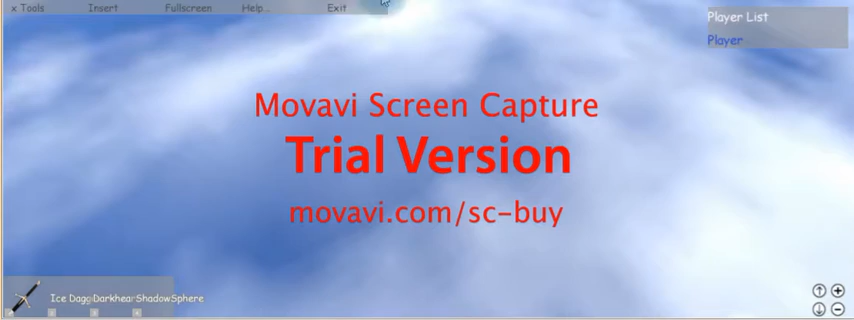 x Tools Insert Fullscreen Help... Exit
Player List
Player
Movavi Screen Capture
Trial Version
movavi.com/sc-buy
Ice Dagg Darkhear ShadowSphere